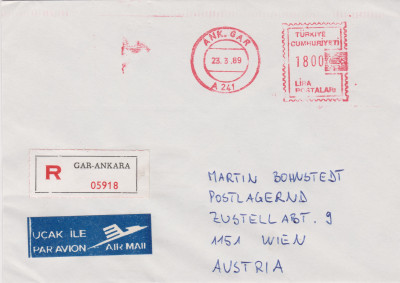 ANK. GAR
23. 3. 89
A 241
TÜRKİYE
CUMHURİYETİ
1800
LİRA
POSTALARI
GAR-ANKARA
R
05918
UÇAK İLE
PAR AVION AIR MAIL
MARTIN BOHNSTEDT
POSTLAGERND
ZUSTELLABT. 9
1151 WIEN
AUSTRIA